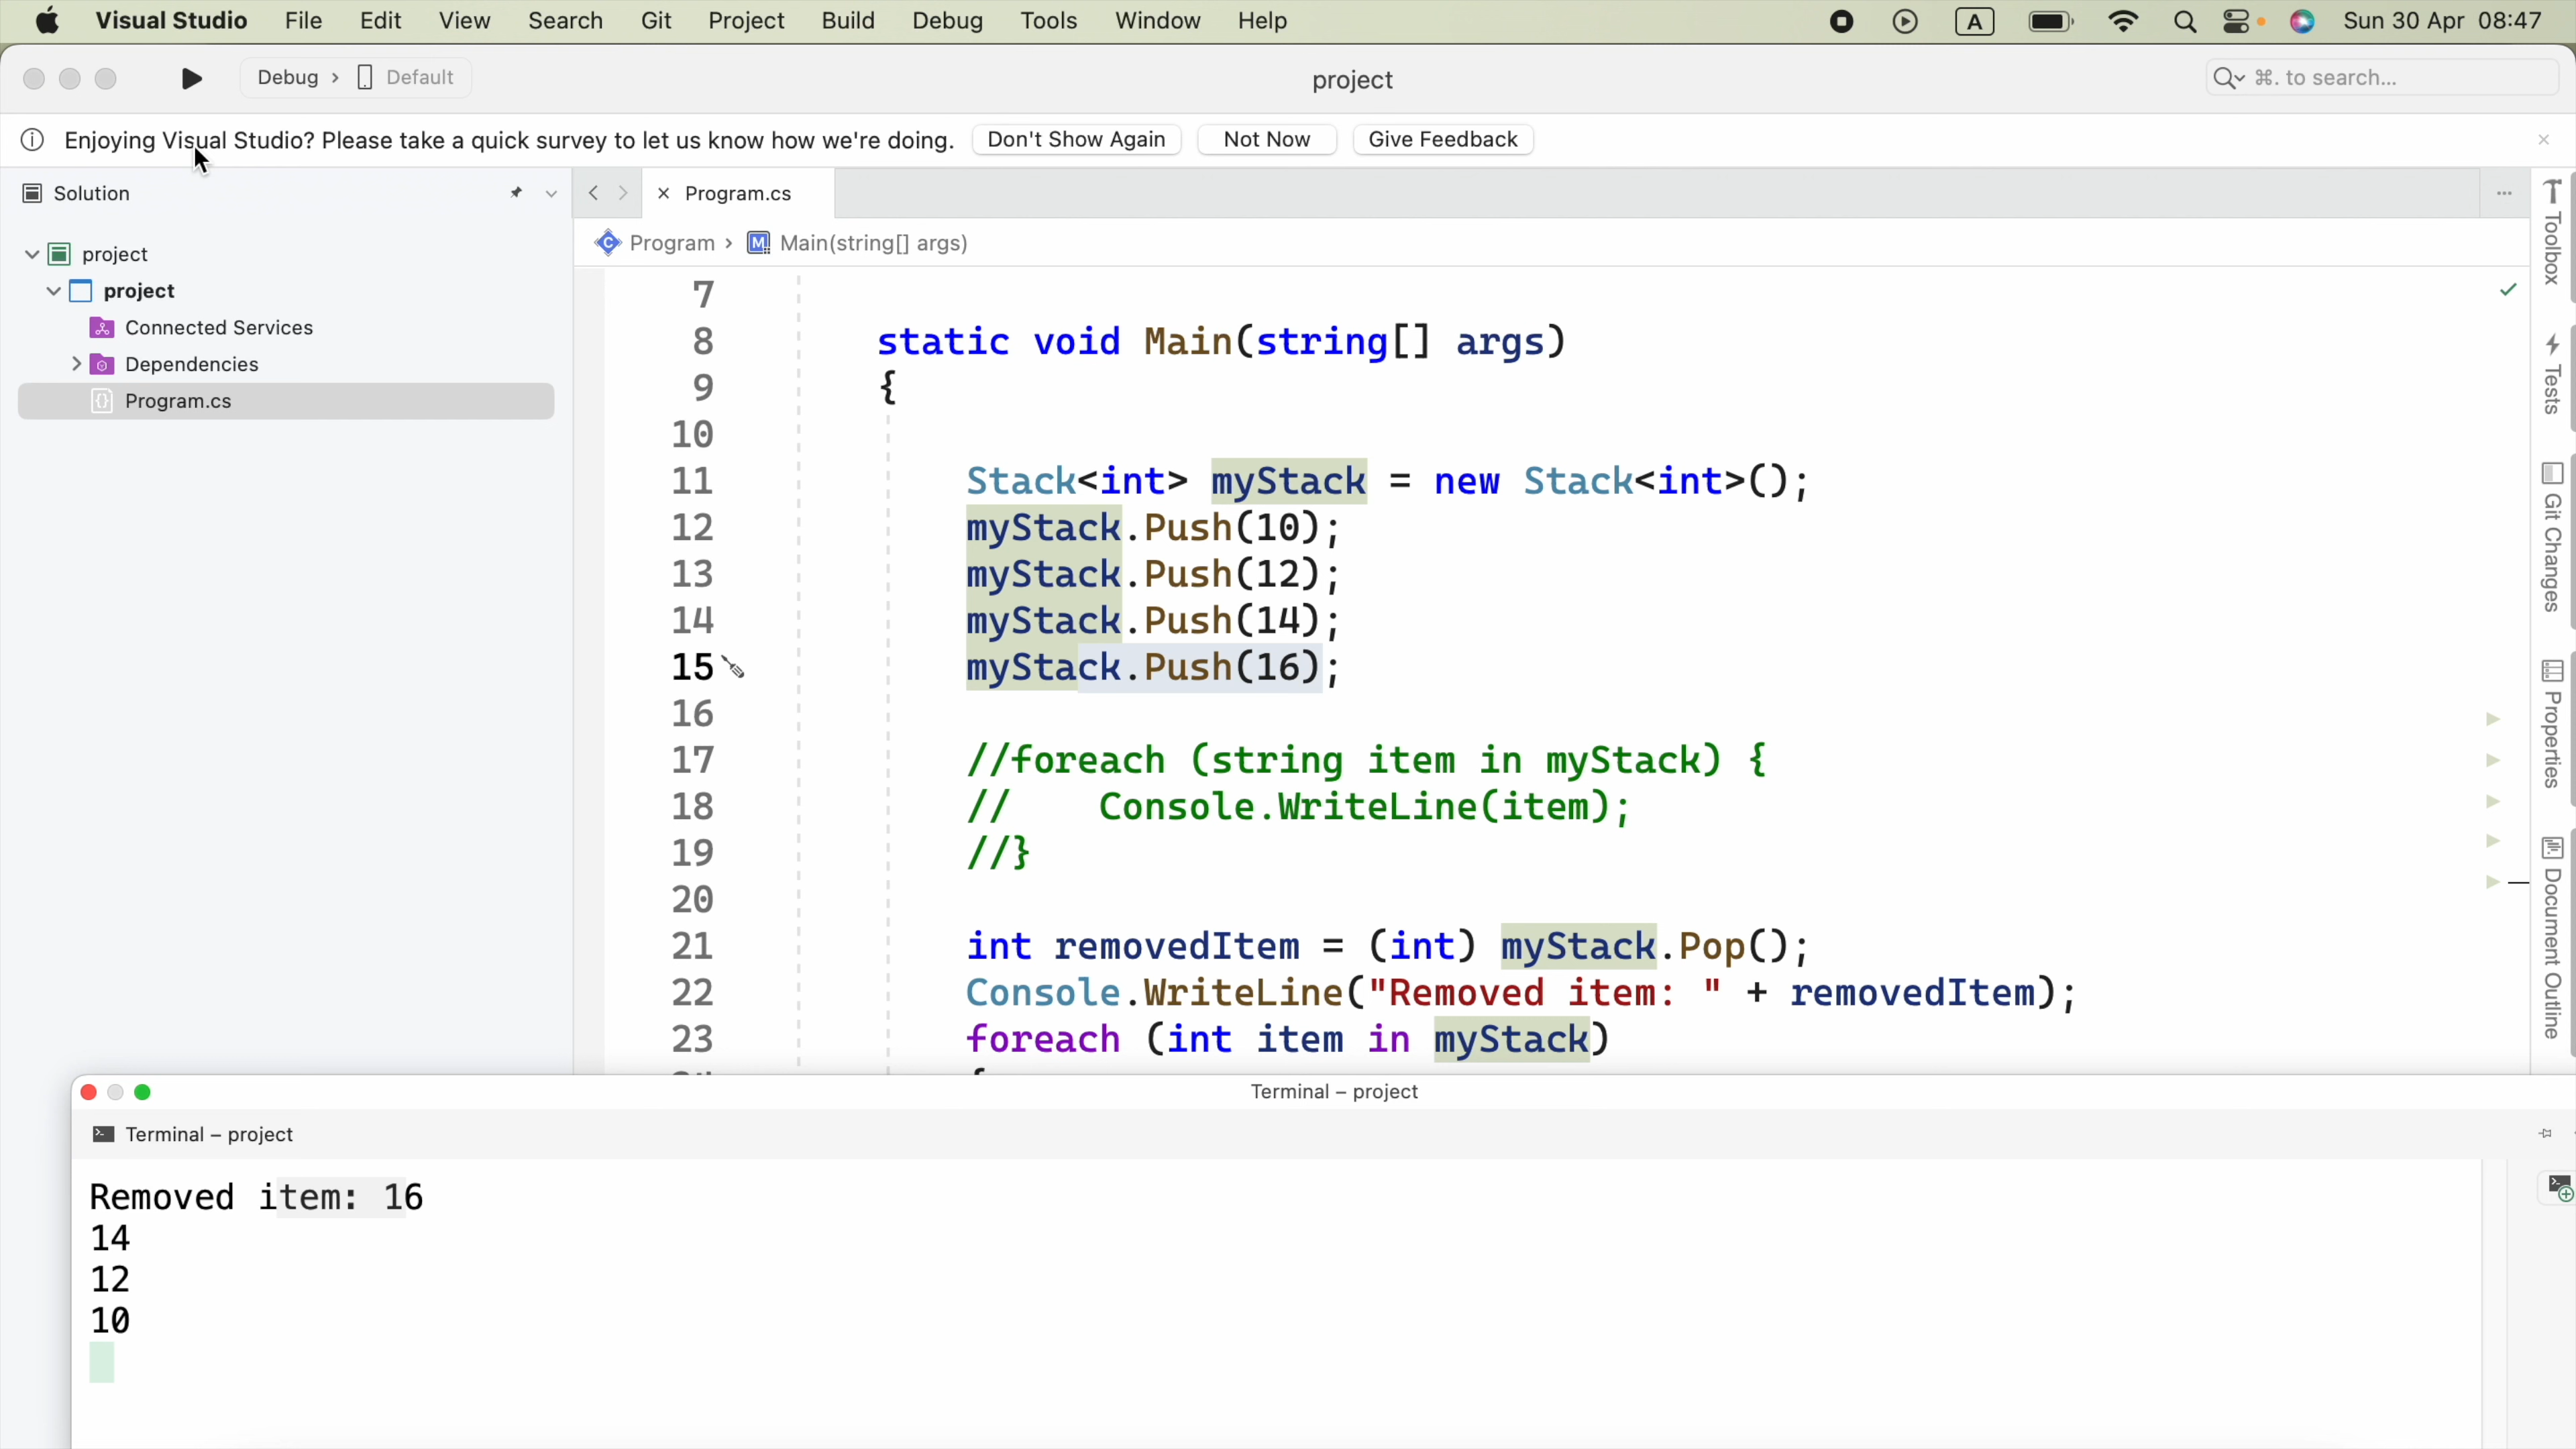 Visual Studio File Edit View Search Git Project Build Debug Tools Window Help A Sun 30 Apr 08:47
Debug › Default
project
⌘. to search...
Enjoying Visual Studio? Please take a quick survey to let us know how we're doing. Don't Show Again Not Now Give Feedback
Solution
project
project
Connected Services
Dependencies
Program.cs
Program.cs
Program › Main(string[] args)
7
8 static void Main(string[] args)
9 {
10
11 Stack<int> myStack = new Stack<int>();
12 myStack.Push(10);
13 myStack.Push(12);
14 myStack.Push(14);
15 myStack.Push(16);
16
17 //foreach (string item in myStack) {
18 //    Console.WriteLine(item);
19 //}
20
21 int removedItem = (int) myStack.Pop();
22 Console.WriteLine("Removed item: " + removedItem);
23 foreach (int item in myStack)
Toolbox
Tests
Git Changes
Properties
Document Outline
Terminal – project
Terminal – project
Removed item: 16
14
12
10